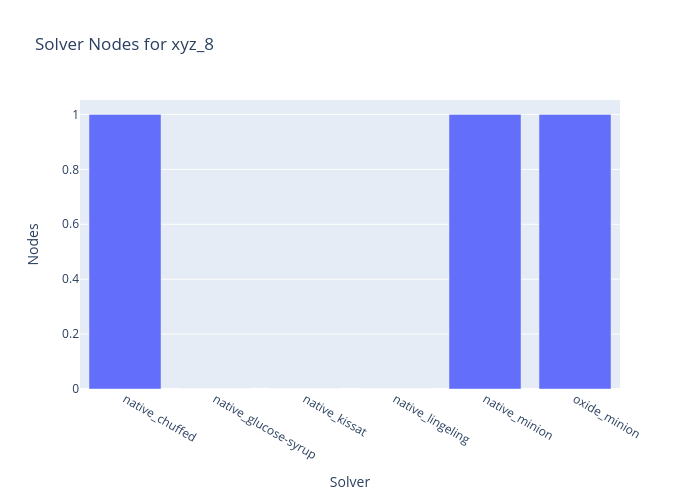 Solver Nodes for xyz_8
Nodes
1
0.8
0.6
0.4
0.2
0
native_chuffed
native_glucose-syrup
native_kissat
native_lingeling
native_minion
oxide_minion
Solver